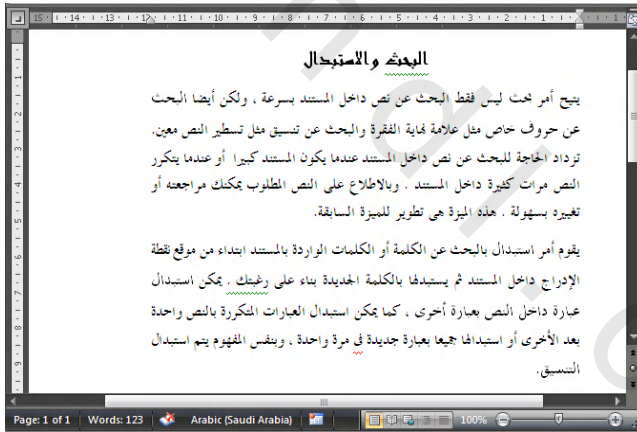 البحث والاستبدال
يتيح أمر بحث ليس فقط البحث عن نص داخل المستند بسرعة ، ولكن أيضا البحث
عن حروف خاص مثل علامة نهاية الفقرة والبحث عن تنسيق مثل تسطير النص معين.
تزداد الحاجة للبحث عن نص داخل المستند عندما يكون المستند كبيرا أو عندما يتكرر
النص مرات كثيرة داخل المستند . وبالاطلاع على النص المطلوب يمكنك مراجعته أو
تغييره بسهولة . هذه الميزة هى تطوير للميزة السابقة.
يقوم أمر استبدال بالبحث عن الكلمة أو الكلمات الواردة بالمستند ابتداء من موقع نقطة
الإدراج داخل المستند ثم يستبدلها بالكلمة الجديدة بناء على رغبتك . يمكن استبدال
عبارة داخل النص بعبارة أخرى ، كما يمكن استبدال العبارات المتكررة بالنص واحدة
بعد الأخرى أو استبدالها جميعا بعبارة جديدة فى مرة واحدة ، وبنفس المفهوم يتم استبدال
التنسيق.
Page: 1 of 1 Words: 123 Arabic (Saudi Arabia) 100%